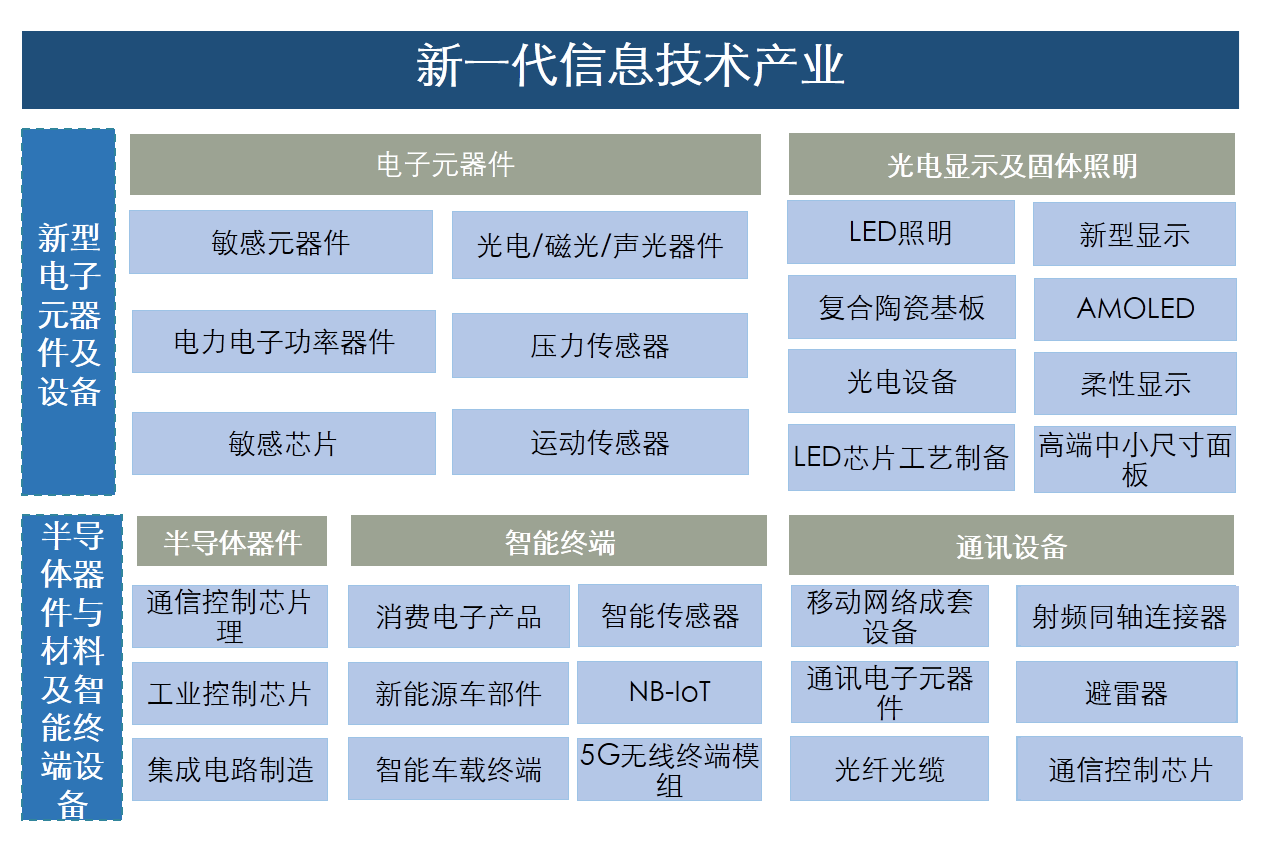 新一代信息技术产业
新型
电子
元器
件及
设备
电子元器件
光电显示及固体照明
敏感元器件
光电/磁光/声光器件
LED照明
新型显示
电力电子功率器件
压力传感器
复合陶瓷基板
AMOLED
光电设备
柔性显示
敏感芯片
运动传感器
LED芯片工艺制备
高端中小尺寸面
板
半导
体器
件与
材料
及智
能终
端设
备
半导体器件
智能终端
通讯设备
通信控制芯片
理
消费电子产品
智能传感器
移动网络成套
设备
射频同轴连接器
工业控制芯片
新能源车部件
NB-IoT
通讯电子元器
件
避雷器
集成电路制造
智能车载终端
5G无线终端模
组
光纤光缆
通信控制芯片